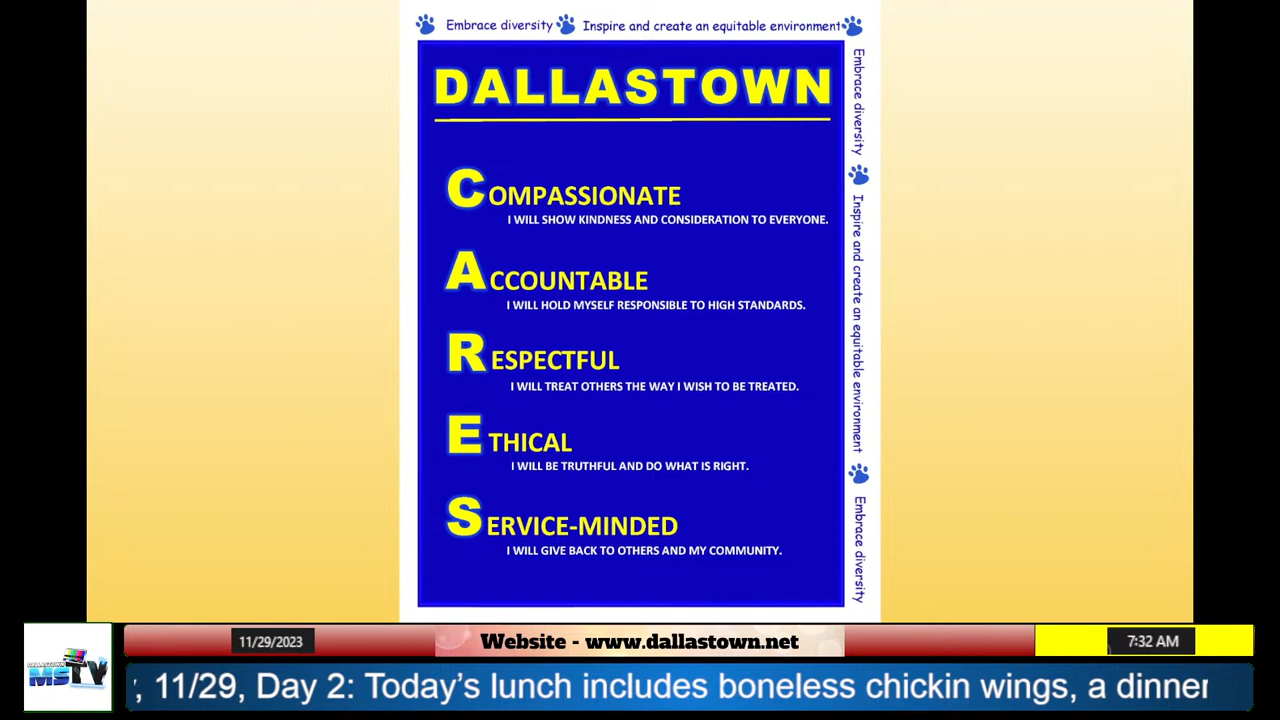 Embrace diversity Inspire and create an equitable environment
DALLASTOWN
COMPASSIONATE
I WILL SHOW KINDNESS AND CONSIDERATION TO EVERYONE.
ACCOUNTABLE
I WILL HOLD MYSELF RESPONSIBLE TO HIGH STANDARDS.
RESPECTFUL
I WILL TREAT OTHERS THE WAY I WISH TO BE TREATED.
ETHICAL
I WILL BE TRUTHFUL AND DO WHAT IS RIGHT.
SERVICE-MINDED
I WILL GIVE BACK TO OTHERS AND MY COMMUNITY.
Embrace diversity
Inspire and create an equitable environment
Embrace diversity
11/29/2023
Website - www.dallastown.net
7:32 AM
DALLASTOWN
MSTV
, 11/29, Day 2: Today’s lunch includes boneless chickin wings, a dinner